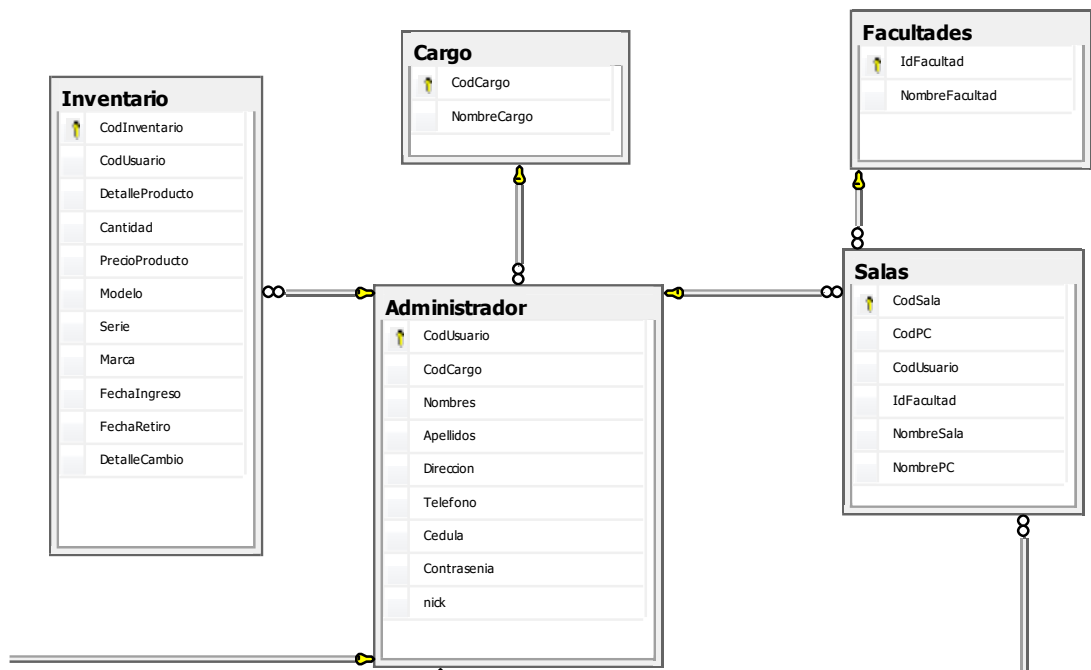 Inventario
CodInventario
CodUsuario
DetalleProducto
Cantidad
PrecioProducto
Modelo
Serie
Marca
FechaIngreso
FechaRetiro
DetalleCambio
Cargo
CodCargo
NombreCargo
Administrador
CodUsuario
CodCargo
Nombres
Apellidos
Direccion
Telefono
Cedula
Contrasenia
nick
Facultades
IdFacultad
NombreFacultad
Salas
CodSala
CodPC
CodUsuario
IdFacultad
NombreSala
NombrePC